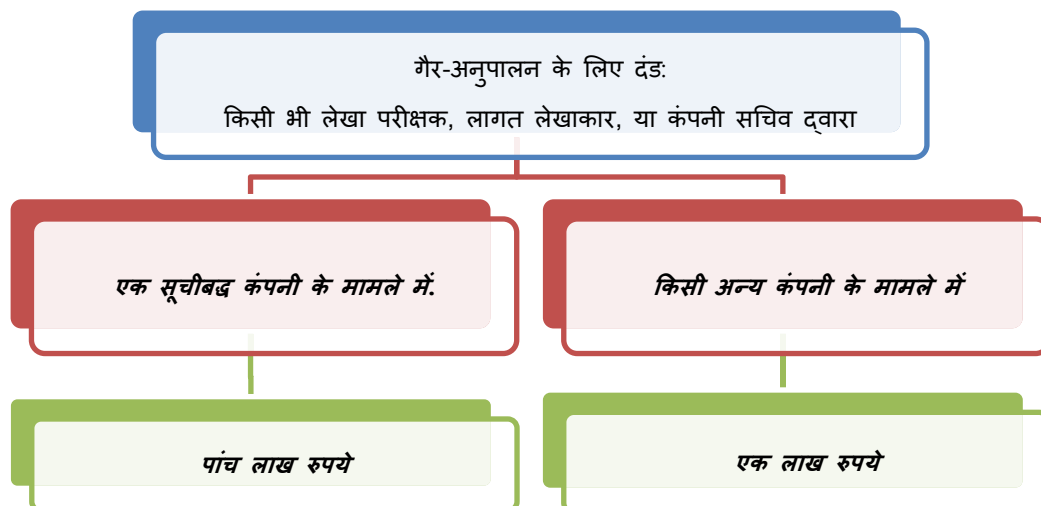 गैर-अनुपालन के लिए दंड:
किसी भी लेखा परीक्षक, लागत लेखाकार, या कंपनी सचिव द्वारा
एक सूचीबद्ध कंपनी के मामले में.
किसी अन्य कंपनी के मामले में
पांच लाख रुपये
एक लाख रुपये